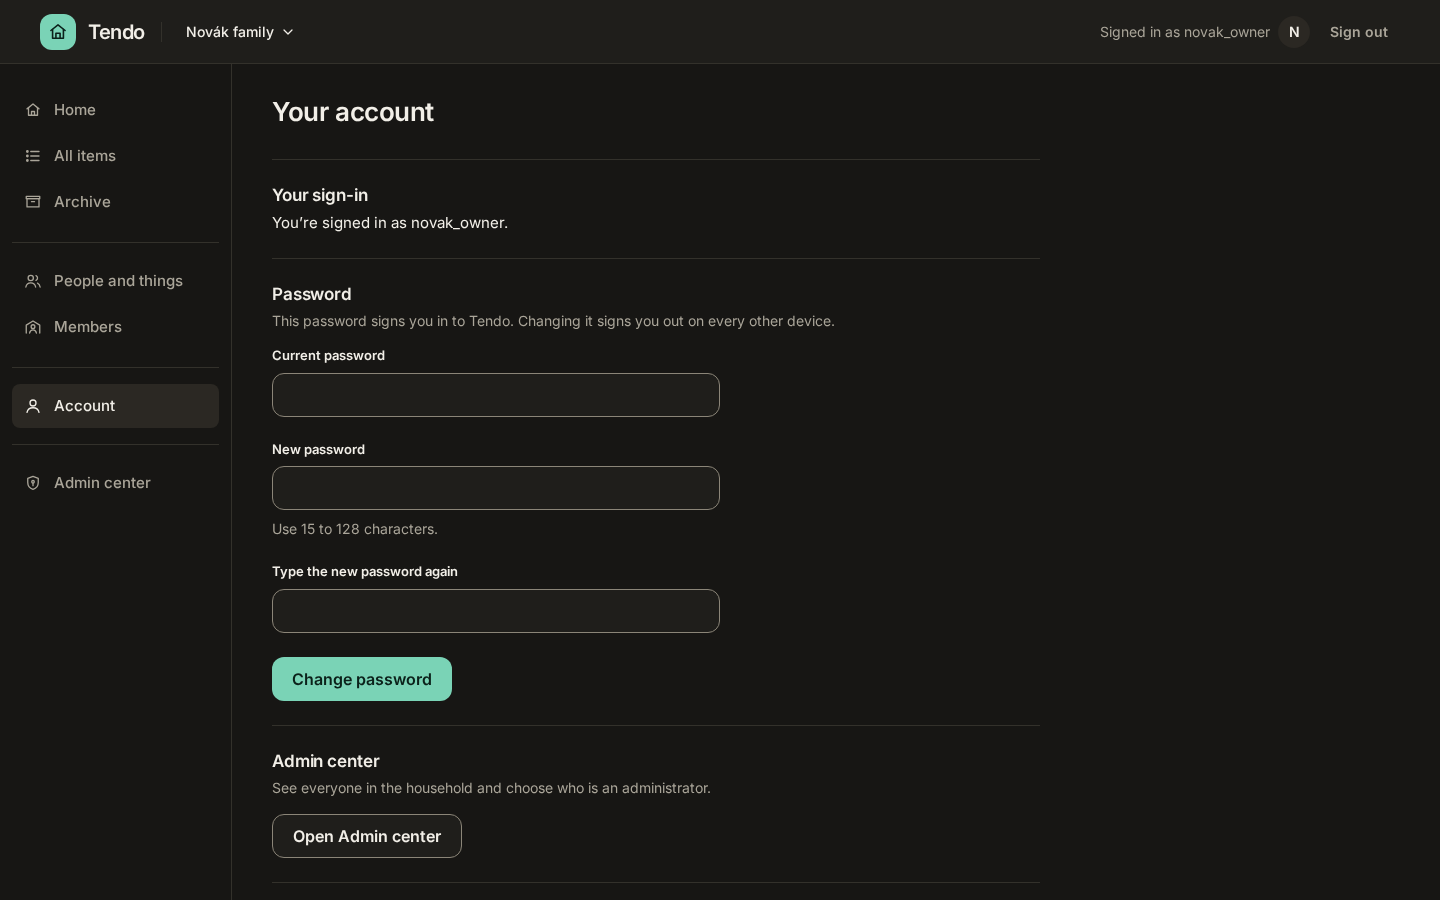 Tendo
Novák family
Signed in as novak_owner
N
Sign out
Home
All items
Archive
People and things
Members
Account
Admin center
Your account
Your sign-in
You’re signed in as novak_owner.
Password
This password signs you in to Tendo. Changing it signs you out on every other device.
Current password
New password
Use 15 to 128 characters.
Type the new password again
Change password
Admin center
See everyone in the household and choose who is an administrator.
Open Admin center